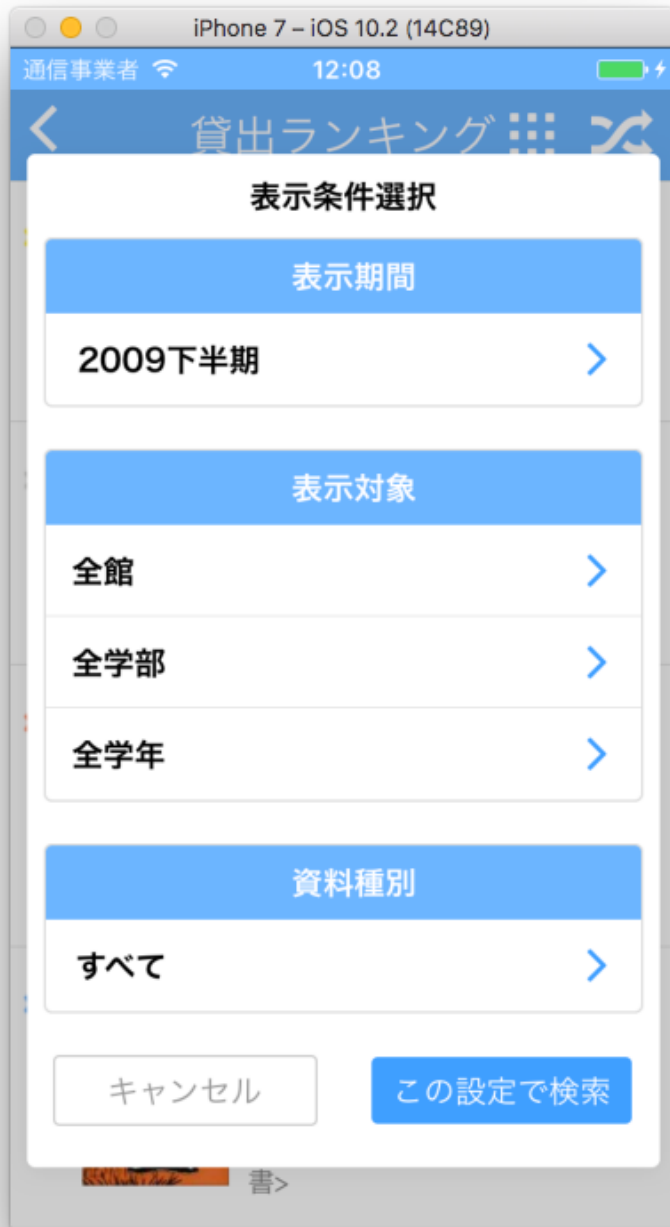 iPhone 7 – iOS 10.2 (14C89)
通信事業者 12:08
貸出ランキング
表示条件選択
表示期間
2009下半期
表示対象
全館
全学部
全学年
資料種別
すべて
キャンセル この設定で検索
書>